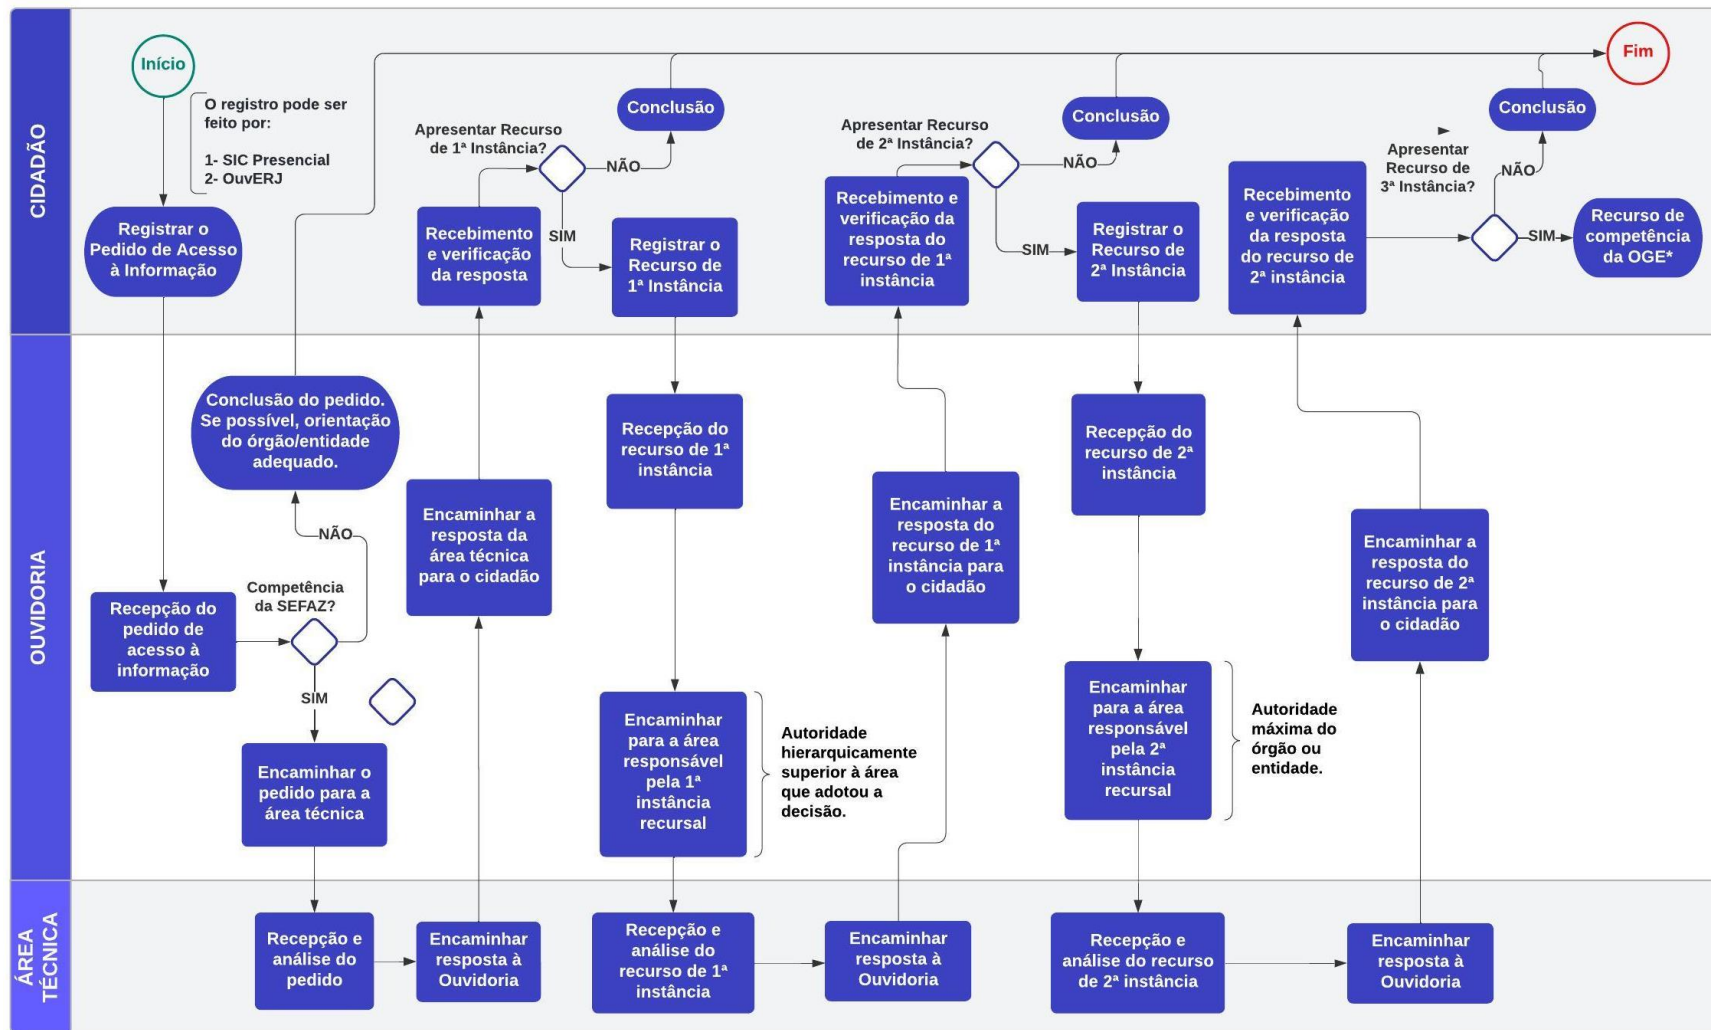 CIDADÃO
Início
O registro pode ser
feito por:
1- SIC Presencial
2- OuvERJ
Registrar o
Pedido de Acesso
à Informação
Apresentar Recurso
de 1ª Instância?
NÃO
Conclusão
SIM
Recebimento
e verificação
da resposta
Registrar o
Recurso de
1ª Instância
Apresentar Recurso
de 2ª Instância?
NÃO
Conclusão
SIM
Recebimento e
verificação da
resposta do
recurso de 1ª
instância
Registrar o
Recurso de
2ª Instância
Recebimento
e verificação
da resposta
do recurso de
2ª instância
Apresentar
Recurso de
3ª Instância?
NÃO
Conclusão
SIM
Recurso de
competência
da OGE*
Fim
OUVIDORIA
Conclusão do pedido.
Se possível, orientação
do órgão/entidade
adequado.
NÃO
Recepção do
pedido de
acesso à
informação
Competência
da SEFAZ?
SIM
Encaminhar o
pedido para a
área técnica
Encaminhar a
resposta da
área técnica
para o cidadão
Recepção do
recurso de 1ª
instância
Encaminhar
para a área
responsável
pela 1ª
instância
recursal
Autoridade
hierarquicamente
superior à área
que adotou a
decisão.
Encaminhar a
resposta do
recurso de 1ª
instância para
o cidadão
Recepção do
recurso de 2ª
instância
Encaminhar
para a área
responsável
pela 2ª
instância
recursal
Autoridade
máxima do
órgão ou
entidade.
Encaminhar a
resposta do
recurso de 2ª
instância para
o cidadão
ÁREA
TÉCNICA
Recepção e
análise do
pedido
Encaminhar
resposta à
Ouvidoria
Recepção e
análise do
recurso de 1ª
instância
Encaminhar
resposta à
Ouvidoria
Recepção e
análise do recurso
de 2ª instância
Encaminhar
resposta à
Ouvidoria